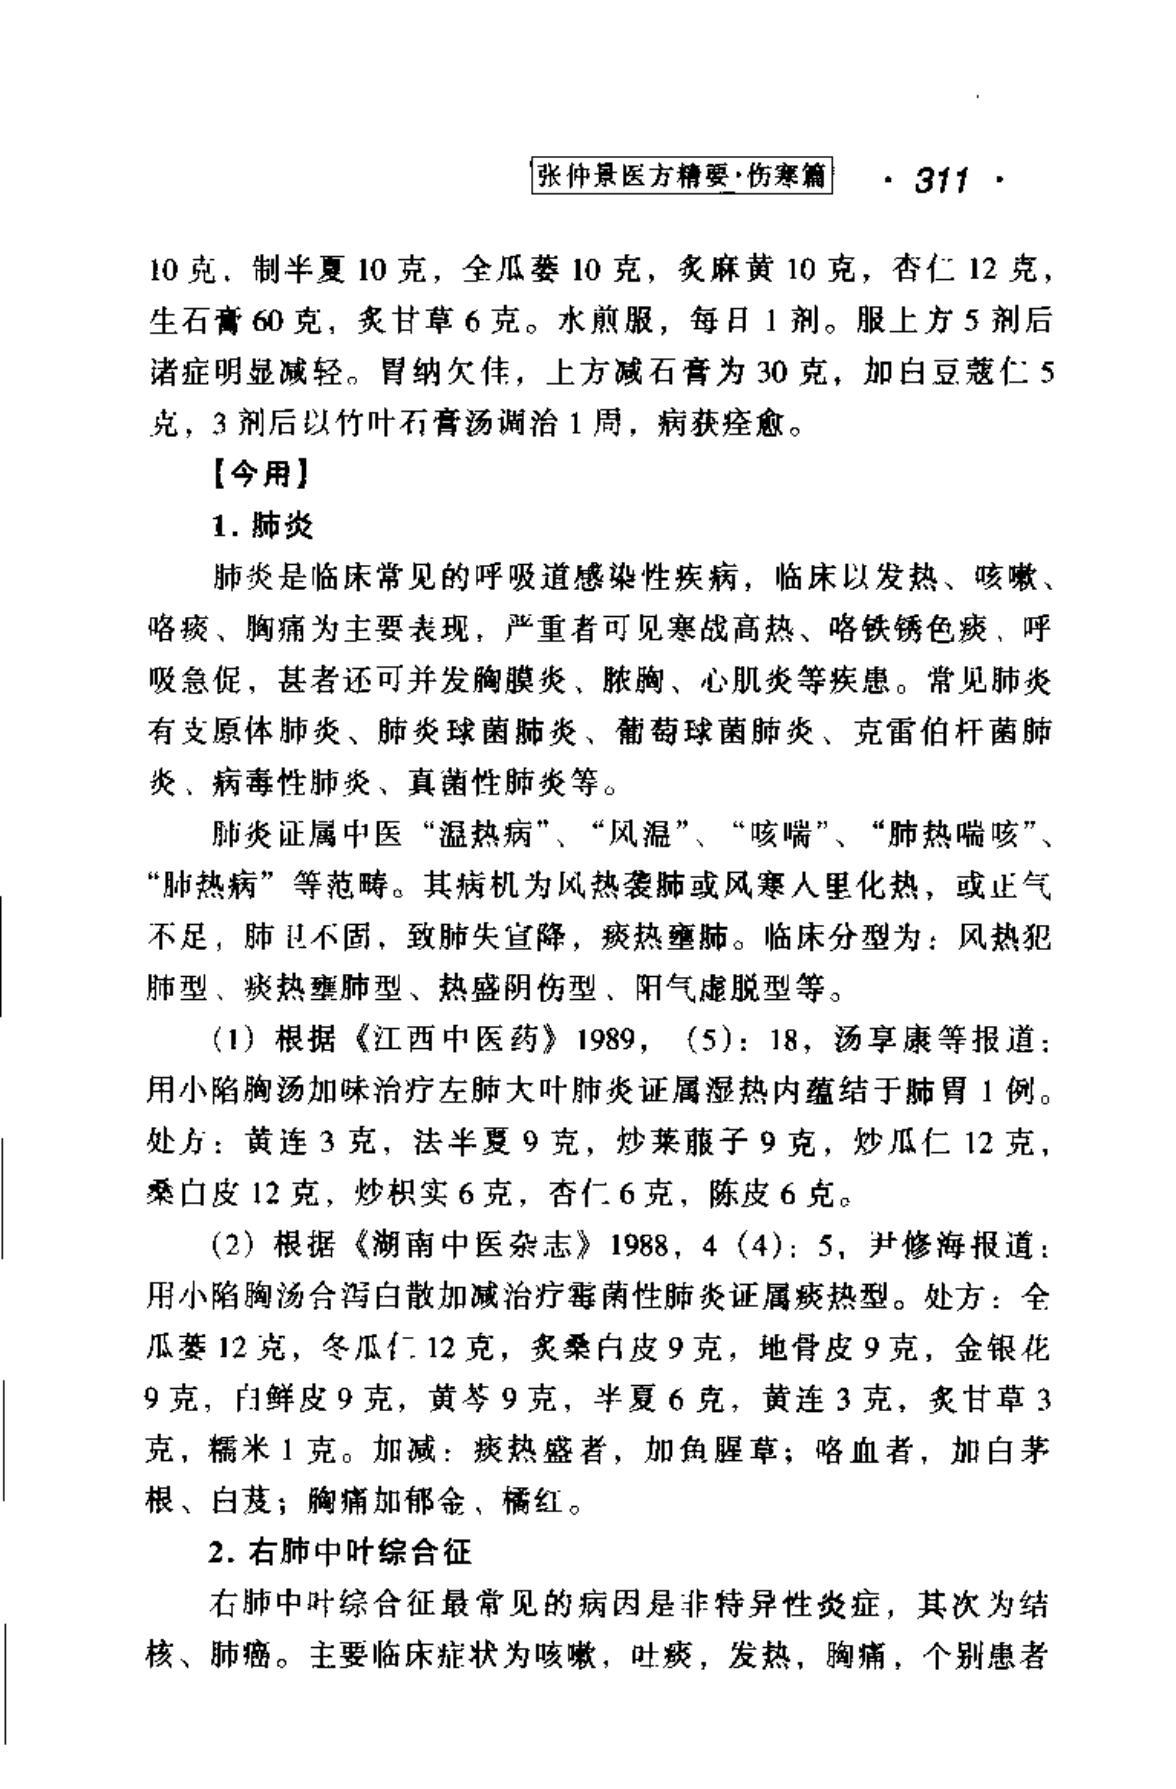 张仲景医方精要·伤寒篇 · 311 ·
10 克，制半夏 10 克，全瓜蒌 10 克，炙麻黄 10 克，杏仁 12 克，
生石膏 60 克，炙甘草 6 克。水煎服，每日 1 剂。服上方 5 剂后
诸症明显减轻。胃纳欠佳，上方减石膏为 30 克，加白豆蔻仁 5
克，3 剂后以竹叶石膏汤调治 1 周，病获痊愈。
【今用】
1. 肺炎
肺炎是临床常见的呼吸道感染性疾病，临床以发热、咳嗽、
咯痰、胸痛为主要表现，严重者可见寒战高热、咯铁锈色痰、呼
吸急促，甚者还可并发胸膜炎、脓胸、心肌炎等疾患。常见肺炎
有支原体肺炎、肺炎球菌肺炎、葡萄球菌肺炎、克雷伯杆菌肺
炎、病毒性肺炎、真菌性肺炎等。
肺炎证属中医 “温热病”、“风温”、“咳喘”、“肺热喘咳”、
“肺热病” 等范畴。其病机为风热袭肺或风寒入里化热，或正气
不足，肺卫不固，致肺失宣降，痰热壅肺。临床分型为：风热犯
肺型、痰热壅肺型、热盛阴伤型、阳气虚脱型等。
(1) 根据《江西中医药》1989， (5)：18，汤享康等报道：
用小陷胸汤加味治疗左肺大叶肺炎证属湿热内蕴结于肺胃 1 例。
处方：黄连 3 克，法半夏 9 克，炒莱菔子 9 克，炒瓜仁 12 克，
桑白皮 12 克，炒枳实 6 克，杏仁 6 克，陈皮 6 克。
(2) 根据《湖南中医杂志》1988，4 (4)：5，尹修海报道：
用小陷胸汤合泻白散加减治疗霉菌性肺炎证属痰热型。处方：全
瓜蒌 12 克，冬瓜仁 12 克，炙桑白皮 9 克，地骨皮 9 克，金银花
9 克，白鲜皮 9 克，黄芩 9 克，半夏 6 克，黄连 3 克，炙甘草 3
克，糯米 1 克。加减：痰热盛者，加鱼腥草；咯血者，加白茅
根、白芨；胸痛加郁金、橘红。
2. 右肺中叶综合征
右肺中叶综合征最常见的病因是非特异性炎症，其次为结
核、肺癌。主要临床症状为咳嗽，吐痰，发热，胸痛，个别患者